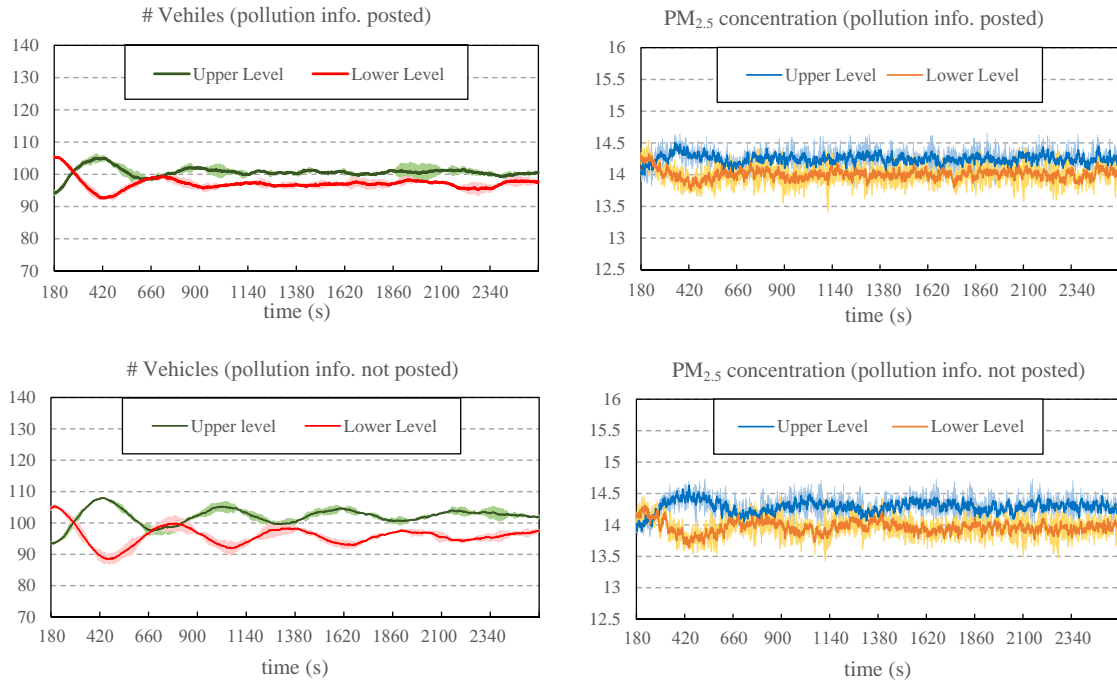 # Vehiles (pollution info. posted)
140
130
120
110
100
90
80
70
Upper Level Lower Level
180 420 660 900 1140 1380 1620 1860 2100 2340
time (s)
PM2.5 concentration (pollution info. posted)
16
15.5
15
14.5
14
13.5
13
12.5
Upper Level Lower Level
180 420 660 900 1140 1380 1620 1860 2100 2340
time (s)
# Vehicles (pollution info. not posted)
140
130
120
110
100
90
80
70
Upper level Lower Level
180 420 660 900 1140 1380 1620 1860 2100 2340
time (s)
PM2.5 concentration (pollution info. not posted)
16
15.5
15
14.5
14
13.5
13
12.5
Upper Level Lower Level
180 420 660 900 1140 1380 1620 1860 2100 2340
time (s)